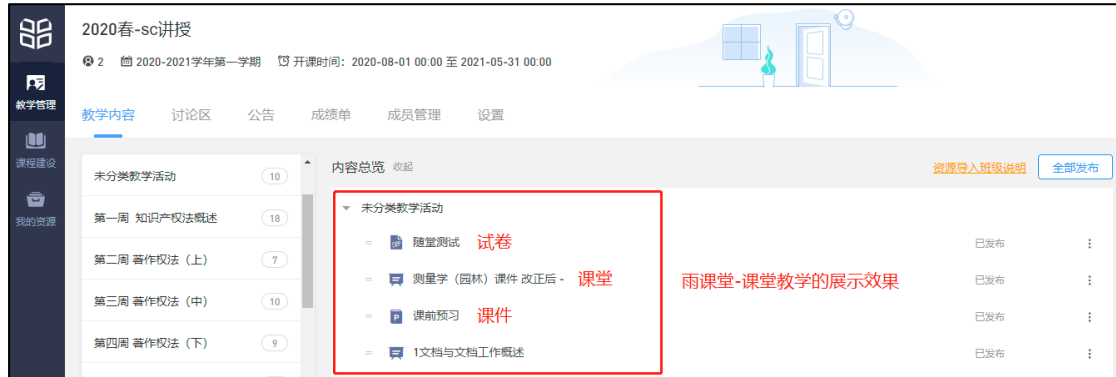 2020春-sc讲授
2 2020-2021学年第一学期 开课时间：2020-08-01 00:00 至 2021-05-31 00:00
教学管理
课程建设
我的资源
教学内容 讨论区 公告 成绩单 成员管理 设置
未分类教学活动 10
第一周 知识产权法概述 18
第二周 著作权法（上） 7
第三周 著作权法（中） 10
第四周 著作权法（下） 9
内容总览 收起 资源导入班级说明 全部发布
未分类教学活动
随堂测试 试卷 已发布
测量学（园林）课件 改正后 - 课堂 雨课堂-课堂教学的展示效果 已发布
P 课前预习 课件 已发布
1文档与文档工作概述 已发布